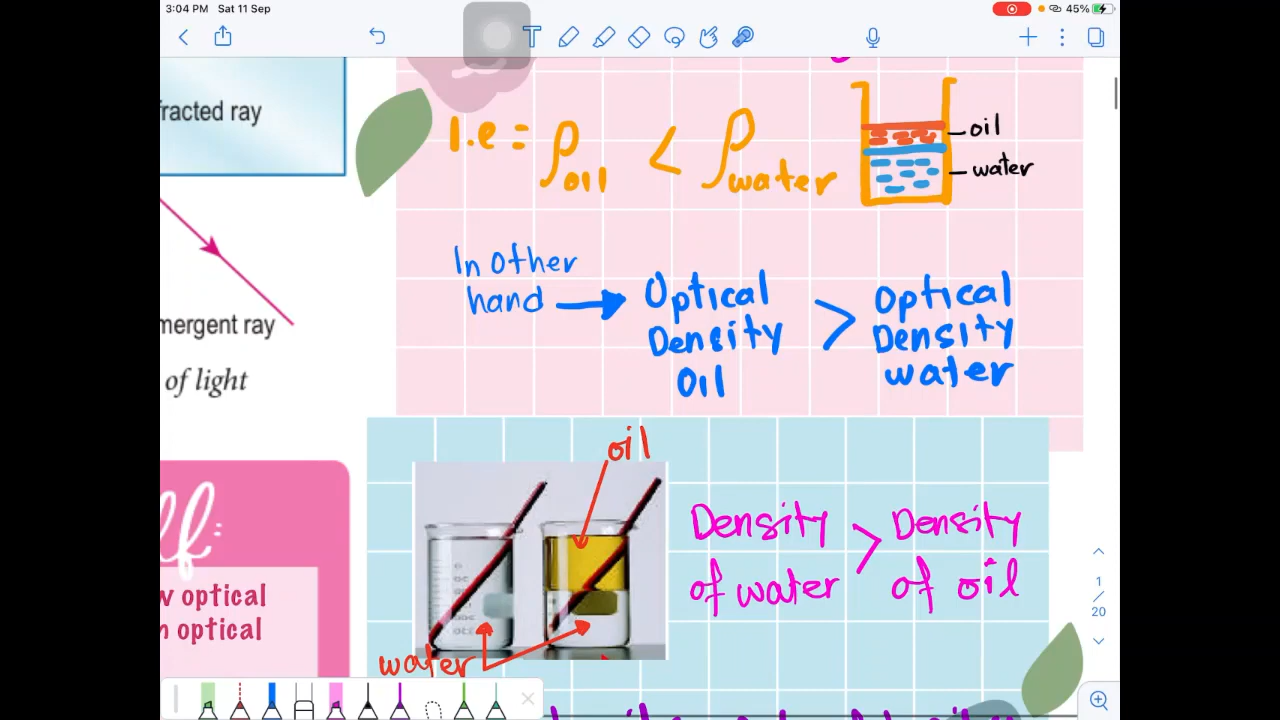 3:04 PM Sat 11 Sep
45%
T
fracted ray
mergent ray
of light
lf:
w optical
n optical
I.e = ρoil < ρwater
oil
water
In other
hand → Optical Density Oil > Optical Density water
oil
water
Density of water > Density of oil
1
/
20